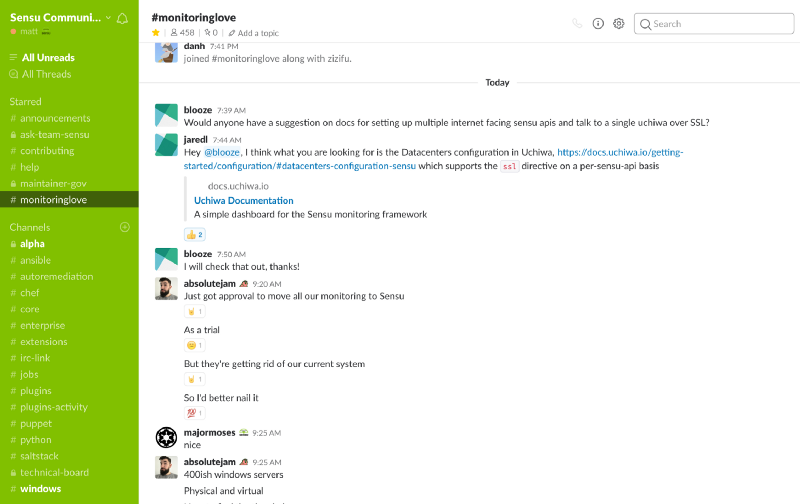 Sensu Communi...
matt
All Unreads
All Threads
Starred
# announcements
ask-team-sensu
# contributing
# help
maintainer-gov
# monitoringlove
Channels
alpha
# ansible
# autoremediation
# chef
# core
# enterprise
# extensions
# irc-link
# jobs
# plugins
# plugins-activity
# puppet
# python
# saltstack
technical-board
# windows
#monitoringlove
458 | 0 | Add a topic
Search
danh 7:41 PM
joined #monitoringlove along with zizifu.
Today
blooze 7:39 AM
Would anyone have a suggestion on docs for setting up multiple internet facing sensu apis and talk to a single uchiwa over SSL?
jaredl 7:44 AM
Hey @blooze, I think what you are looking for is the Datacenters configuration in Uchiwa, https://docs.uchiwa.io/getting-
started/configuration/#datacenters-configuration-sensu which supports the ssl directive on a per-sensu-api basis
docs.uchiwa.io
Uchiwa Documentation
A simple dashboard for the Sensu monitoring framework
2
blooze 7:50 AM
I will check that out, thanks!
absolutejam 9:20 AM
Just got approval to move all our monitoring to Sensu
1
As a trial
1
But they're getting rid of our current system
1
So I'd better nail it
1
majormoses 9:25 AM
nice
absolutejam 9:25 AM
400ish windows servers
Physical and virtual